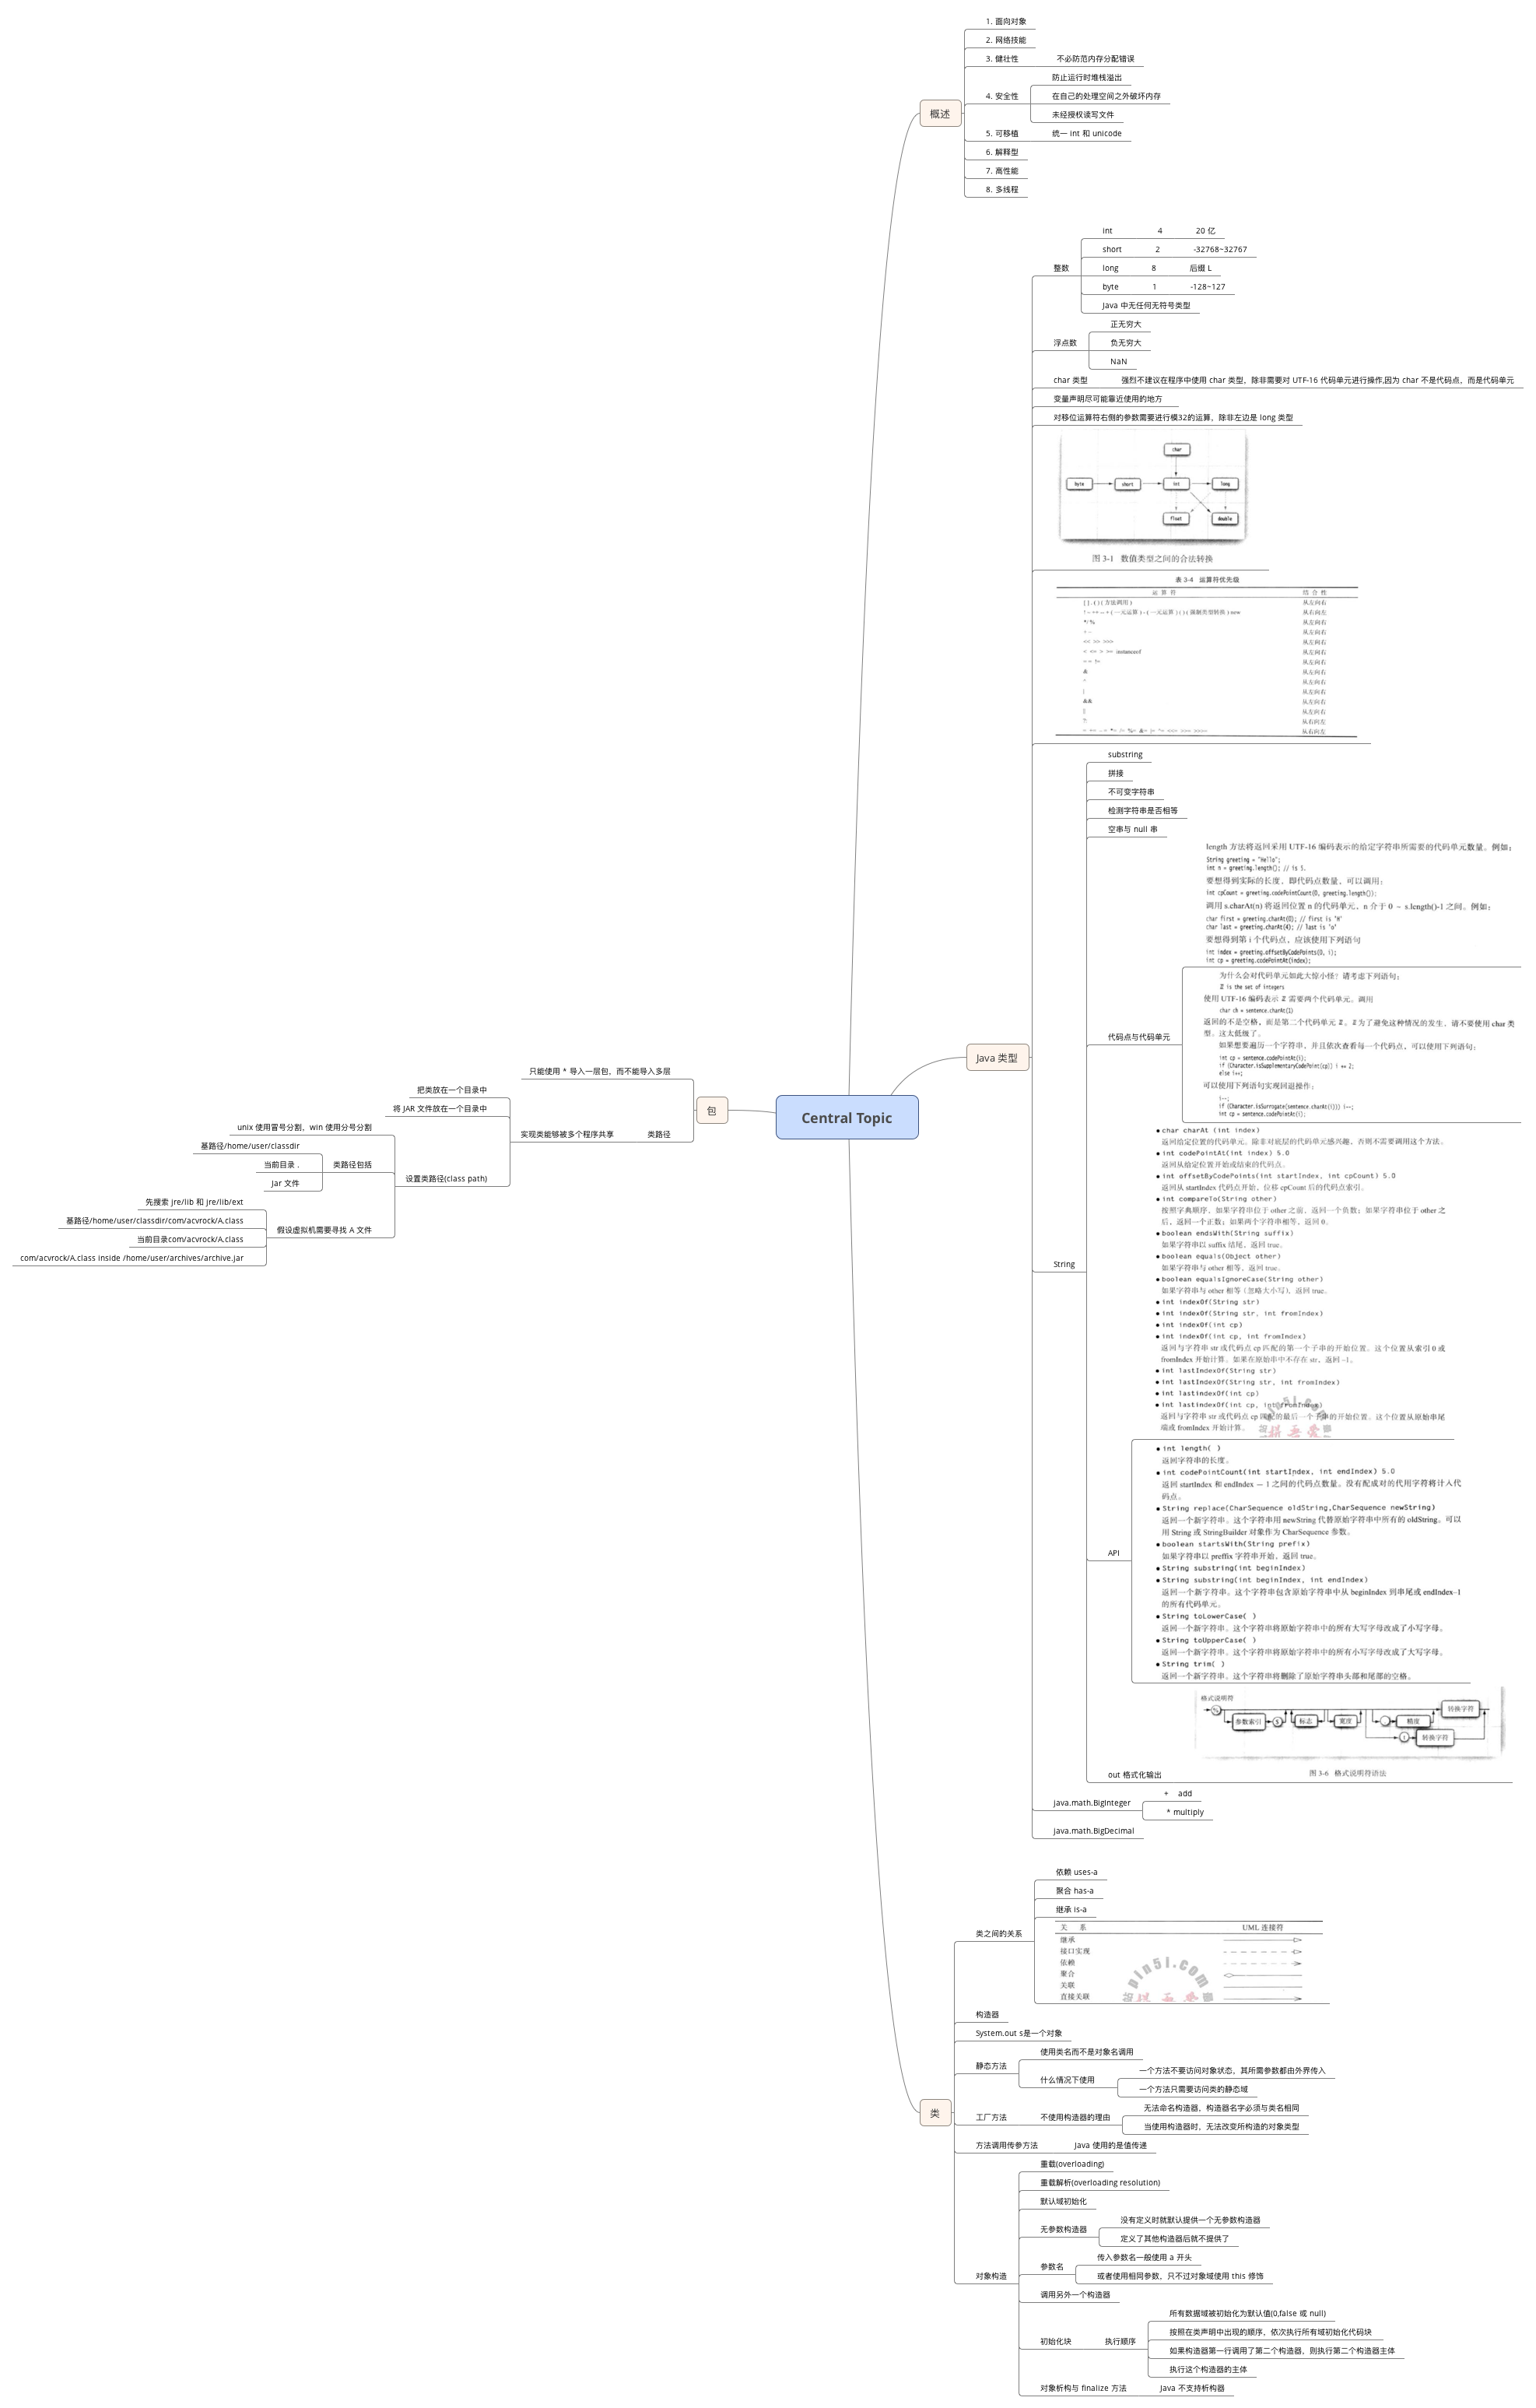 1. 面向对象
2. 网络技能
3. 健壮性
不必防范内存分配错误
4. 安全性
防止运行时堆栈溢出
在自己的处理空间之外破坏内存
未经授权读写文件
5. 可移植
统一 int 和 unicode
6. 解释型
7. 高性能
8. 多线程
概述
Java 类型
整数
int 4 20 亿
short 2 -32768~32767
long 8 后缀 L
byte 1 -128~127
Java 中无任何无符号类型
浮点数
正无穷大
负无穷大
NaN
char 类型
强烈不建议在程序中使用 char 类型，除非需要对 UTF-16 代码单元进行操作,因为 char 不是代码点，而是代码单元
变量声明尽可能靠近使用的地方
对移位运算符右侧的参数需要进行模32的运算，除非左边是 long 类型
char
byte short int long
float double
图 3-1 数值类型之间的合法转换
表 3-4 运算符优先级
运 算 符 结 合 性
[ ] . ( ) ( 方法调用 ) 从左向右
! ~ ++ -- + ( 一元运算 ) - ( 一元运算 ) ( ) ( 强制类型转换 ) new 从右向左
* / % 从左向右
+ - 从左向右
<< >> >>> 从左向右
< <= > >= instanceof 从左向右
== != 从左向右
& 从左向右
^ 从左向右
| 从左向右
&& 从左向右
|| 从左向右
?: 从右向左
从右向左
String
substring
拼接
不可变字符串
检测字符串是否相等
空串与 null 串
代码点与代码单元
length 方法将返回采用 UTF-16 编码表示的给定字符串所需要的代码单元数量。例如：
String greeting = "Hello";
int n = greeting.length(); // is 5.
要想得到实际的长度，即代码点数量，可以调用：
int cpCount = greeting.codePointCount(0, greeting.length());
调用 s.charAt(n) 将返回位置 n 的代码单元，n 介于 0 ~ s.length()-1 之间。例如：
char first = greeting.charAt(0); // first is 'H'
char last = greeting.charAt(4); // last is 'o'
要想得到第 i 个代码点，应该使用下列语句
int index = greeting.offsetByCodePoints(0, i);
int cp = greeting.codePointAt(index);
为什么会对代码单元如此大惊小怪？请考虑下列语句：
ℤ is the set of integers
使用 UTF-16 编码表示 ℤ 需要两个代码单元。调用
char ch = sentence.charAt(1)
返回的不是空格，而是第二个代码单元 ℤ。为了避免这种情况的发生，请不要使用 char 类
型。这太低级了。
如果想要遍历一个字符串，并且依次查看每一个代码点，可以使用下列语句：
int cp = sentence.codePointAt(i);
if (Character.isSupplementaryCodePoint(cp)) i += 2;
else i++;
可以使用下列语句实现回退操作：
i--;
if (Character.isSurrogate(sentence.charAt(i))) i--;
int cp = sentence.codePointAt(i);
API
• char charAt (int index)
返回给定位置的代码单元。除非对底层的代码单元感兴趣，否则不需要调用这个方法。
• int codePointAt(int index) 5.0
返回从给定位置开始或结束的代码点。
• int offsetByCodePoints(int startIndex, int cpCount) 5.0
返回从 startIndex 代码点开始，位移 cpCount 后的代码点索引。
• int compareTo(String other)
按照字典顺序，如果字符串位于 other 之前，返回一个负数；如果字符串位于 other 之
后，返回一个正数；如果两个字符串相等，返回 0。
• boolean endsWith(String suffix)
如果字符串以 suffix 结尾，返回 true。
• boolean equals(Object other)
如果字符串与 other 相等，返回 true。
• boolean equalsIgnoreCase(String other)
如果字符串与 other 相等（忽略大小写），返回 true。
• int indexOf(String str)
• int indexOf(String str, int fromIndex)
• int indexOf(int cp)
• int indexOf(int cp, int fromIndex)
返回与字符串 str 或代码点 cp 匹配的第一个子串的开始位置。这个位置从索引 0 或
fromIndex 开始计算。如果在原始串中不存在 str，返回 –1。
• int lastIndexOf(String str)
• int lastIndexOf(String str, int fromIndex)
• int lastindexOf(int cp)
• int lastindexOf(int cp, int fromIndex)
返回与字符串 str 或代码点 cp 匹配的最后一个子串的开始位置。这个位置从原始串尾
端或 fromIndex 开始计算。
• int length( )
返回字符串的长度。
• int codePointCount(int startIndex, int endIndex) 5.0
返回 startIndex 和 endIndex – 1 之间的代码点数量。没有配成对的代用字符将计入代
码点。
• String replace(CharSequence oldString,CharSequence newString)
返回一个新字符串。这个字符串用 newString 代替原始字符串中所有的 oldString。可以
用 String 或 StringBuilder 对象作为 CharSequence 参数。
• boolean startsWith(String prefix)
如果字符串以 preffix 字符串开始，返回 true。
• String substring(int beginIndex)
• String substring(int beginIndex, int endIndex)
返回一个新字符串。这个字符串包含原始字符串中从 beginIndex 到串尾或 endIndex–1
的所有代码单元。
• String toLowerCase( )
返回一个新字符串。这个字符串将原始字符串中的所有大写字母改成了小写字母。
• String toUpperCase( )
返回一个新字符串。这个字符串将原始字符串中的所有小写字母改成了大写字母。
• String trim( )
返回一个新字符串。这个字符串将删除了原始字符串头部和尾部的空格。
out 格式化输出
格式说明符
% 参数索引 $ 标志 宽度 . 精度 转换字符
t 转换字符
图 3-6 格式说明符语法
java.math.BigInteger
+ add
* multiply
java.math.BigDecimal
Central Topic
包
只能使用 * 导入一层包，而不能导入多层
类路径
实现类能够被多个程序共享
把类放在一个目录中
将 JAR 文件放在一个目录中
设置类路径(class path)
unix 使用冒号分割，win 使用分号分割
类路径包括
基路径/home/user/classdir
当前目录 .
Jar 文件
假设虚拟机需要寻找 A 文件
先搜索 jre/lib 和 jre/lib/ext
基路径/home/user/classdir/com/acvrock/A.class
当前目录com/acvrock/A.class
com/acvrock/A.class inside /home/user/archives/archive.jar
类
类之间的关系
依赖 uses-a
聚合 has-a
继承 is-a
关 系 UML 连接符
继承
接口实现
依赖
聚合
关联
直接关联
pin5i.com
构造器
System.out s是一个对象
静态方法
使用类名而不是对象名调用
什么情况下使用
一个方法不要访问对象状态，其所需参数都由外界传入
一个方法只需要访问类的静态域
工厂方法
不使用构造器的理由
无法命名构造器，构造器名字必须与类名相同
当使用构造器时，无法改变所构造的对象类型
方法调用传参方法
Java 使用的是值传递
对象构造
重载(overloading)
重载解析(overloading resolution)
默认域初始化
无参数构造器
没有定义时就默认提供一个无参数构造器
定义了其他构造器后就不提供了
参数名
传入参数名一般使用 a 开头
或者使用相同参数，只不过对象域使用 this 修饰
调用另外一个构造器
初始化块
执行顺序
所有数据域被初始化为默认值(0,false 或 null)
按照在类声明中出现的顺序，依次执行所有域初始化代码块
如果构造器第一行调用了第二个构造器，则执行第二个构造器主体
执行这个构造器的主体
对象析构与 finalize 方法
Java 不支持析构器